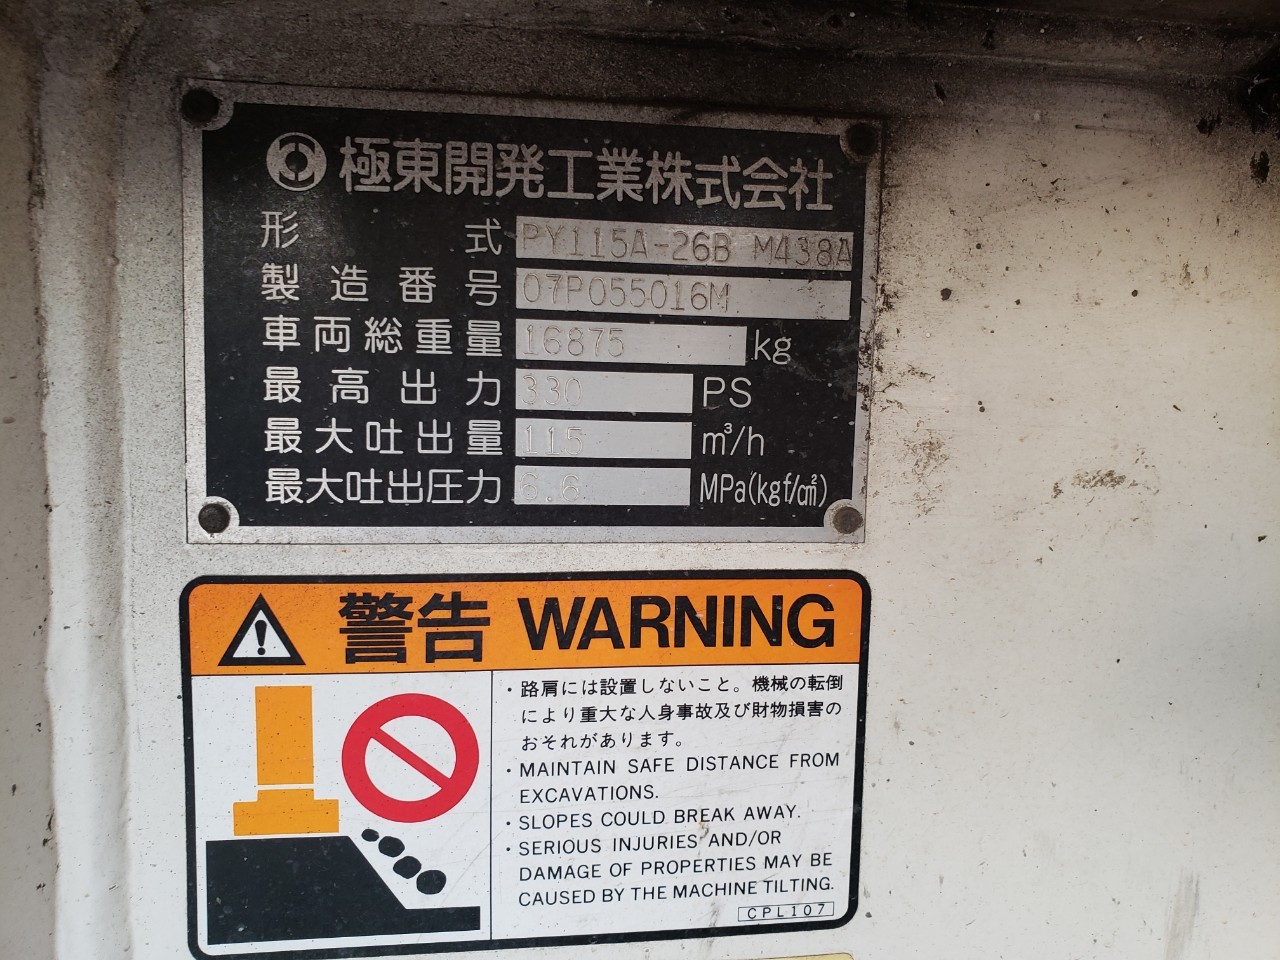 極東開発工業株式会社
形式 PY115A-26B M438A
製造番号 07P055016M
車両総重量 16875 kg
最高出力 330 PS
最大吐出量 115 m³/h
最大吐出圧力 6.6 MPa(kgf/cm²)
警告 WARNING
・路肩には設置しないこと。機械の転倒
により重大な人身事故及び財物損害の
おそれがあります。
・MAINTAIN SAFE DISTANCE FROM
EXCAVATIONS.
・SLOPES COULD BREAK AWAY.
・SERIOUS INJURIES AND/OR
DAMAGE OF PROPERTIES MAY BE
CAUSED BY THE MACHINE TILTING.
CPL107